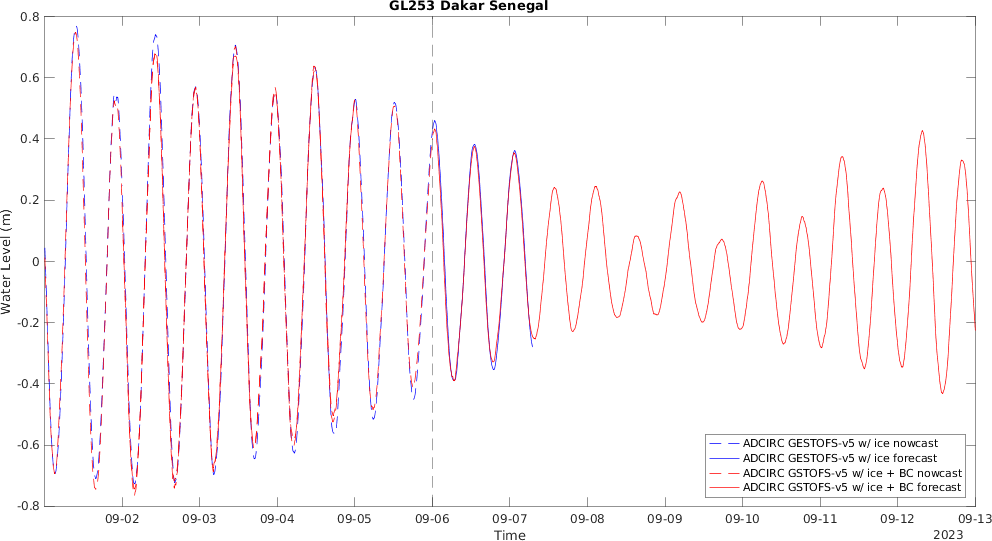 GL253 Dakar Senegal
0.8
0.6
0.4
0.2
0
-0.2
-0.4
-0.6
-0.8
Water Level (m)
ADCIRC GESTOFS-v5 w/ ice nowcast
ADCIRC GESTOFS-v5 w/ ice forecast
ADCIRC GSTOFS-v5 w/ ice + BC nowcast
ADCIRC GSTOFS-v5 w/ ice + BC forecast
09-02 09-03 09-04 09-05 09-06 09-07 09-08 09-09 09-10 09-11 09-12 09-13
Time
2023